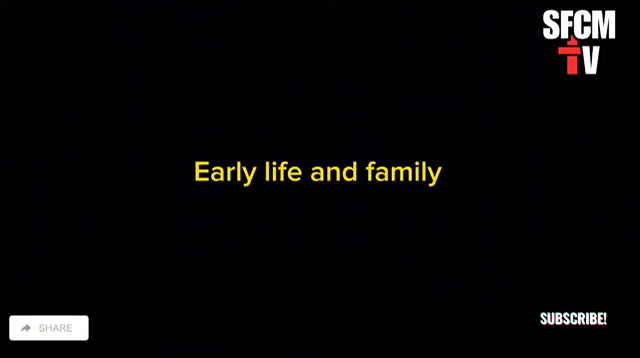 SFCM
TV
Early life and family
SHARE
SUBSCRIBE!